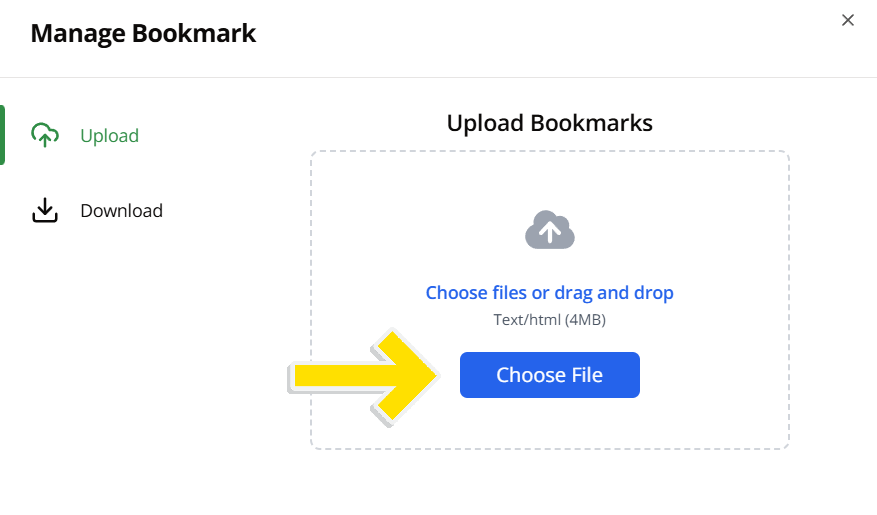 Manage Bookmark
Upload
Download
Upload Bookmarks
Choose files or drag and drop
Text/html (4MB)
Choose File